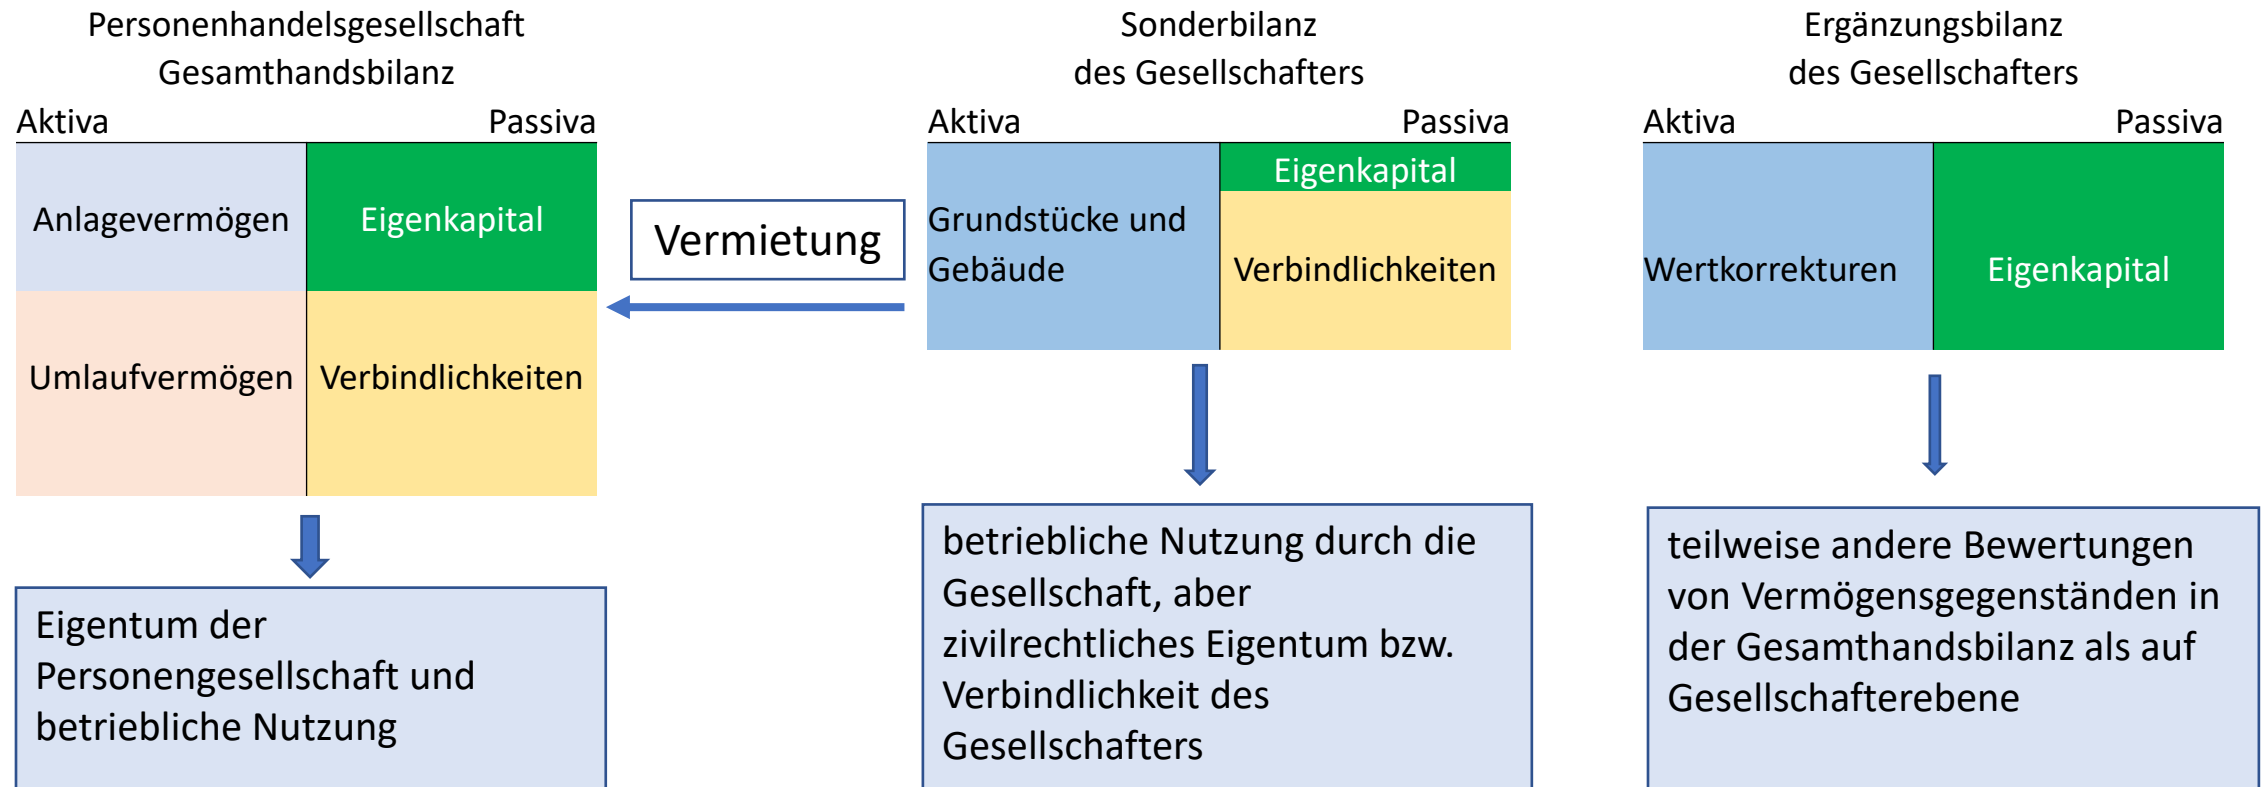 Personenhandelsgesellschaft
Gesamthandsbilanz
Aktiva Passiva
Anlagevermögen Eigenkapital
Umlaufvermögen Verbindlichkeiten
Eigentum der
Personengesellschaft und
betriebliche Nutzung
Vermietung
Sonderbilanz
des Gesellschafters
Aktiva Passiva
Eigenkapital
Grundstücke und
Gebäude
Verbindlichkeiten
betriebliche Nutzung durch die
Gesellschaft, aber
zivilrechtliches Eigentum bzw.
Verbindlichkeit des
Gesellschafters
Ergänzungsbilanz
des Gesellschafters
Aktiva Passiva
Wertkorrekturen Eigenkapital
teilweise andere Bewertungen
von Vermögensgegenständen in
der Gesamthandsbilanz als auf
Gesellschafterebene